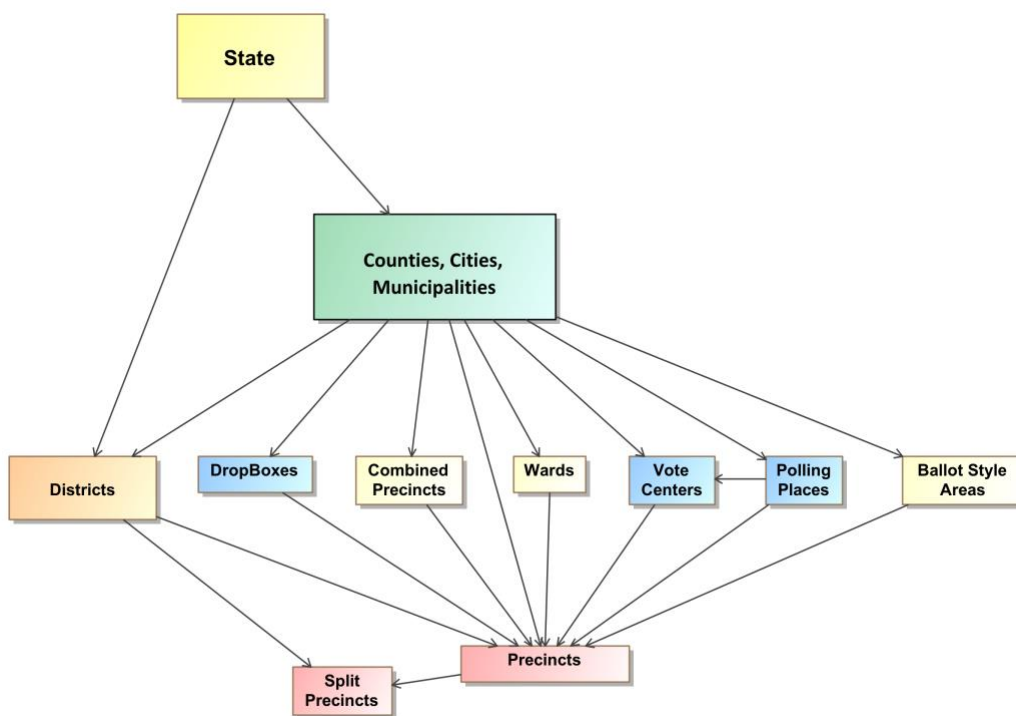 State
Counties, Cities,
Municipalities
Districts
DropBoxes
Combined
Precincts
Wards
Vote
Centers
Polling
Places
Ballot Style
Areas
Precincts
Split
Precincts